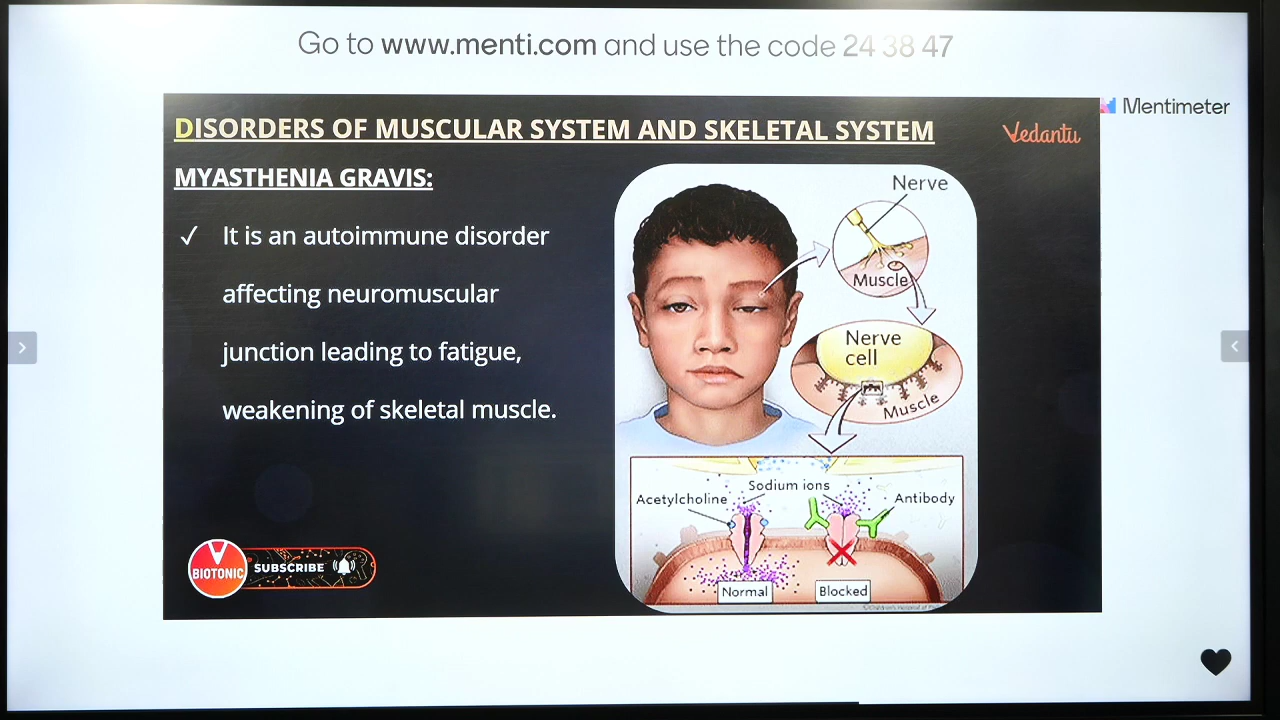 Go to www.menti.com and use the code 24 38 47
Mentimeter
DISORDERS OF MUSCULAR SYSTEM AND SKELETAL SYSTEM
Vedantu
MYASTHENIA GRAVIS:
✓ It is an autoimmune disorder
affecting neuromuscular
junction leading to fatigue,
weakening of skeletal muscle.
Nerve
Muscle
Nerve
cell
Muscle
Sodium ions
Acetylcholine
Antibody
Normal
Blocked
BIOTONIC
SUBSCRIBE